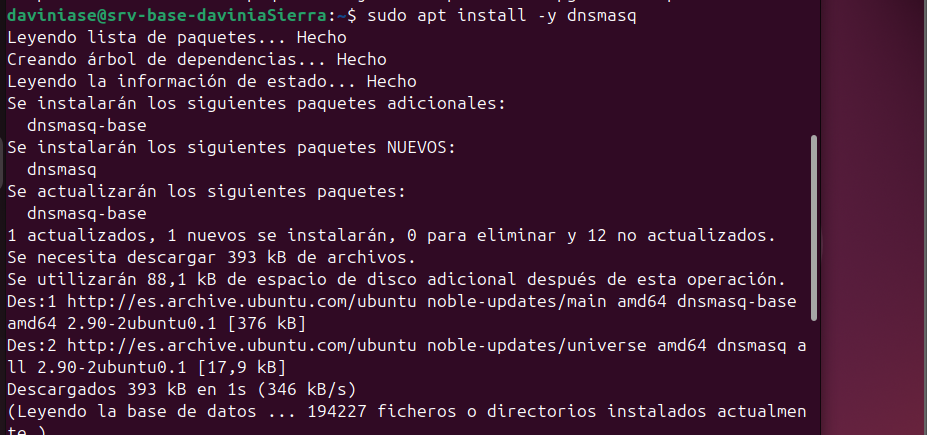 daviniase@srv-base-daviniaSierra:~$ sudo apt install -y dnsmasq
Leyendo lista de paquetes... Hecho
Creando árbol de dependencias... Hecho
Leyendo la información de estado... Hecho
Se instalarán los siguientes paquetes adicionales:
  dnsmasq-base
Se instalarán los siguientes paquetes NUEVOS:
  dnsmasq
Se actualizarán los siguientes paquetes:
  dnsmasq-base
1 actualizados, 1 nuevos se instalarán, 0 para eliminar y 12 no actualizados.
Se necesita descargar 393 kB de archivos.
Se utilizarán 88,1 kB de espacio de disco adicional después de esta operación.
Des:1 http://es.archive.ubuntu.com/ubuntu noble-updates/main amd64 dnsmasq-base
amd64 2.90-2ubuntu0.1 [376 kB]
Des:2 http://es.archive.ubuntu.com/ubuntu noble-updates/universe amd64 dnsmasq a
ll 2.90-2ubuntu0.1 [17,9 kB]
Descargados 393 kB en 1s (346 kB/s)
(Leyendo la base de datos ... 194227 ficheros o directorios instalados actualmen
te.)